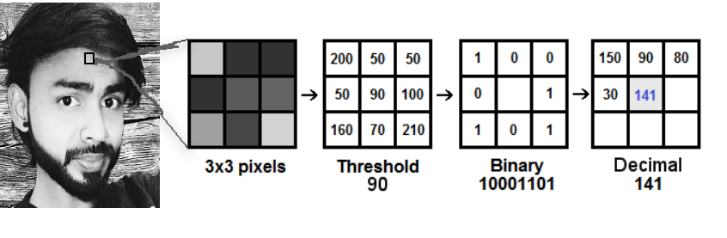 200 50 50
50 90 100
160 70 210
1 0 0
0 1
1 0 1
150 90 80
30 141
3x3 pixels
Threshold
90
Binary
10001101
Decimal
141